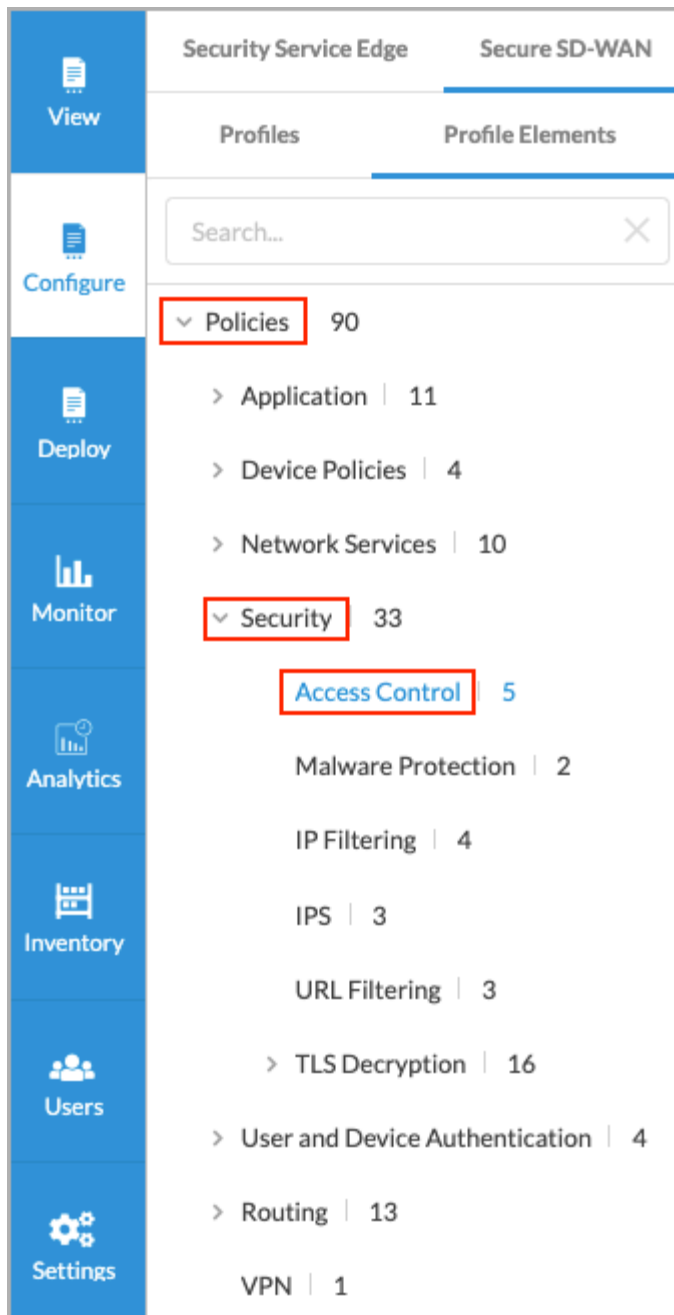 View
Configure
Deploy
Monitor
Analytics
Inventory
Users
Settings
Security Service Edge Secure SD-WAN
Profiles Profile Elements
Search...
Policies 90
Application 11
Device Policies 4
Network Services 10
Security 33
Access Control 5
Malware Protection 2
IP Filtering 4
IPS 3
URL Filtering 3
TLS Decryption 16
User and Device Authentication 4
Routing 13
VPN 1